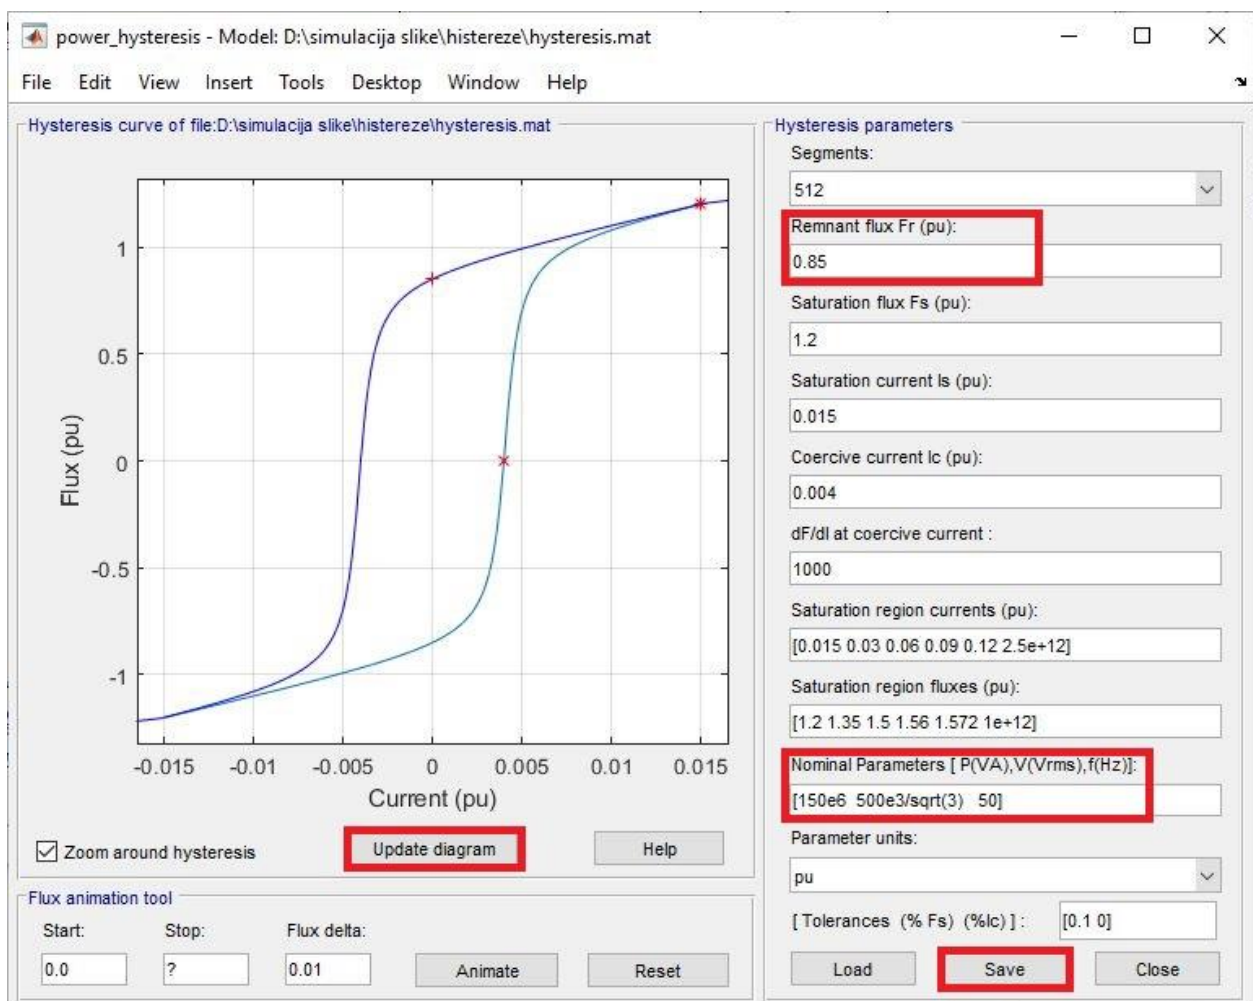 power_hysteresis - Model: D:\simulacija slike\histereze\hysteresis.mat
File Edit View Insert Tools Desktop Window Help
Hysteresis curve of file:D:\simulacija slike\histereze\hysteresis.mat
1
0.5
0
-0.5
-1
Flux (pu)
-0.015 -0.01 -0.005 0 0.005 0.01 0.015
Current (pu)
Zoom around hysteresis
Update diagram
Help
Flux animation tool
Start: Stop: Flux delta:
0.0 ? 0.01 Animate Reset
Hysteresis parameters
Segments:
512
Remnant flux Fr (pu):
0.85
Saturation flux Fs (pu):
1.2
Saturation current Is (pu):
0.015
Coercive current Ic (pu):
0.004
dF/dI at coercive current :
1000
Saturation region currents (pu):
[0.015 0.03 0.06 0.09 0.12 2.5e+12]
Saturation region fluxes (pu):
[1.2 1.35 1.5 1.56 1.572 1e+12]
Nominal Parameters [ P(VA),V(Vrms),f(Hz)]:
[150e6 500e3/sqrt(3) 50]
Parameter units:
pu
[ Tolerances (% Fs) (%Ic) ] : [0.1 0]
Load Save Close